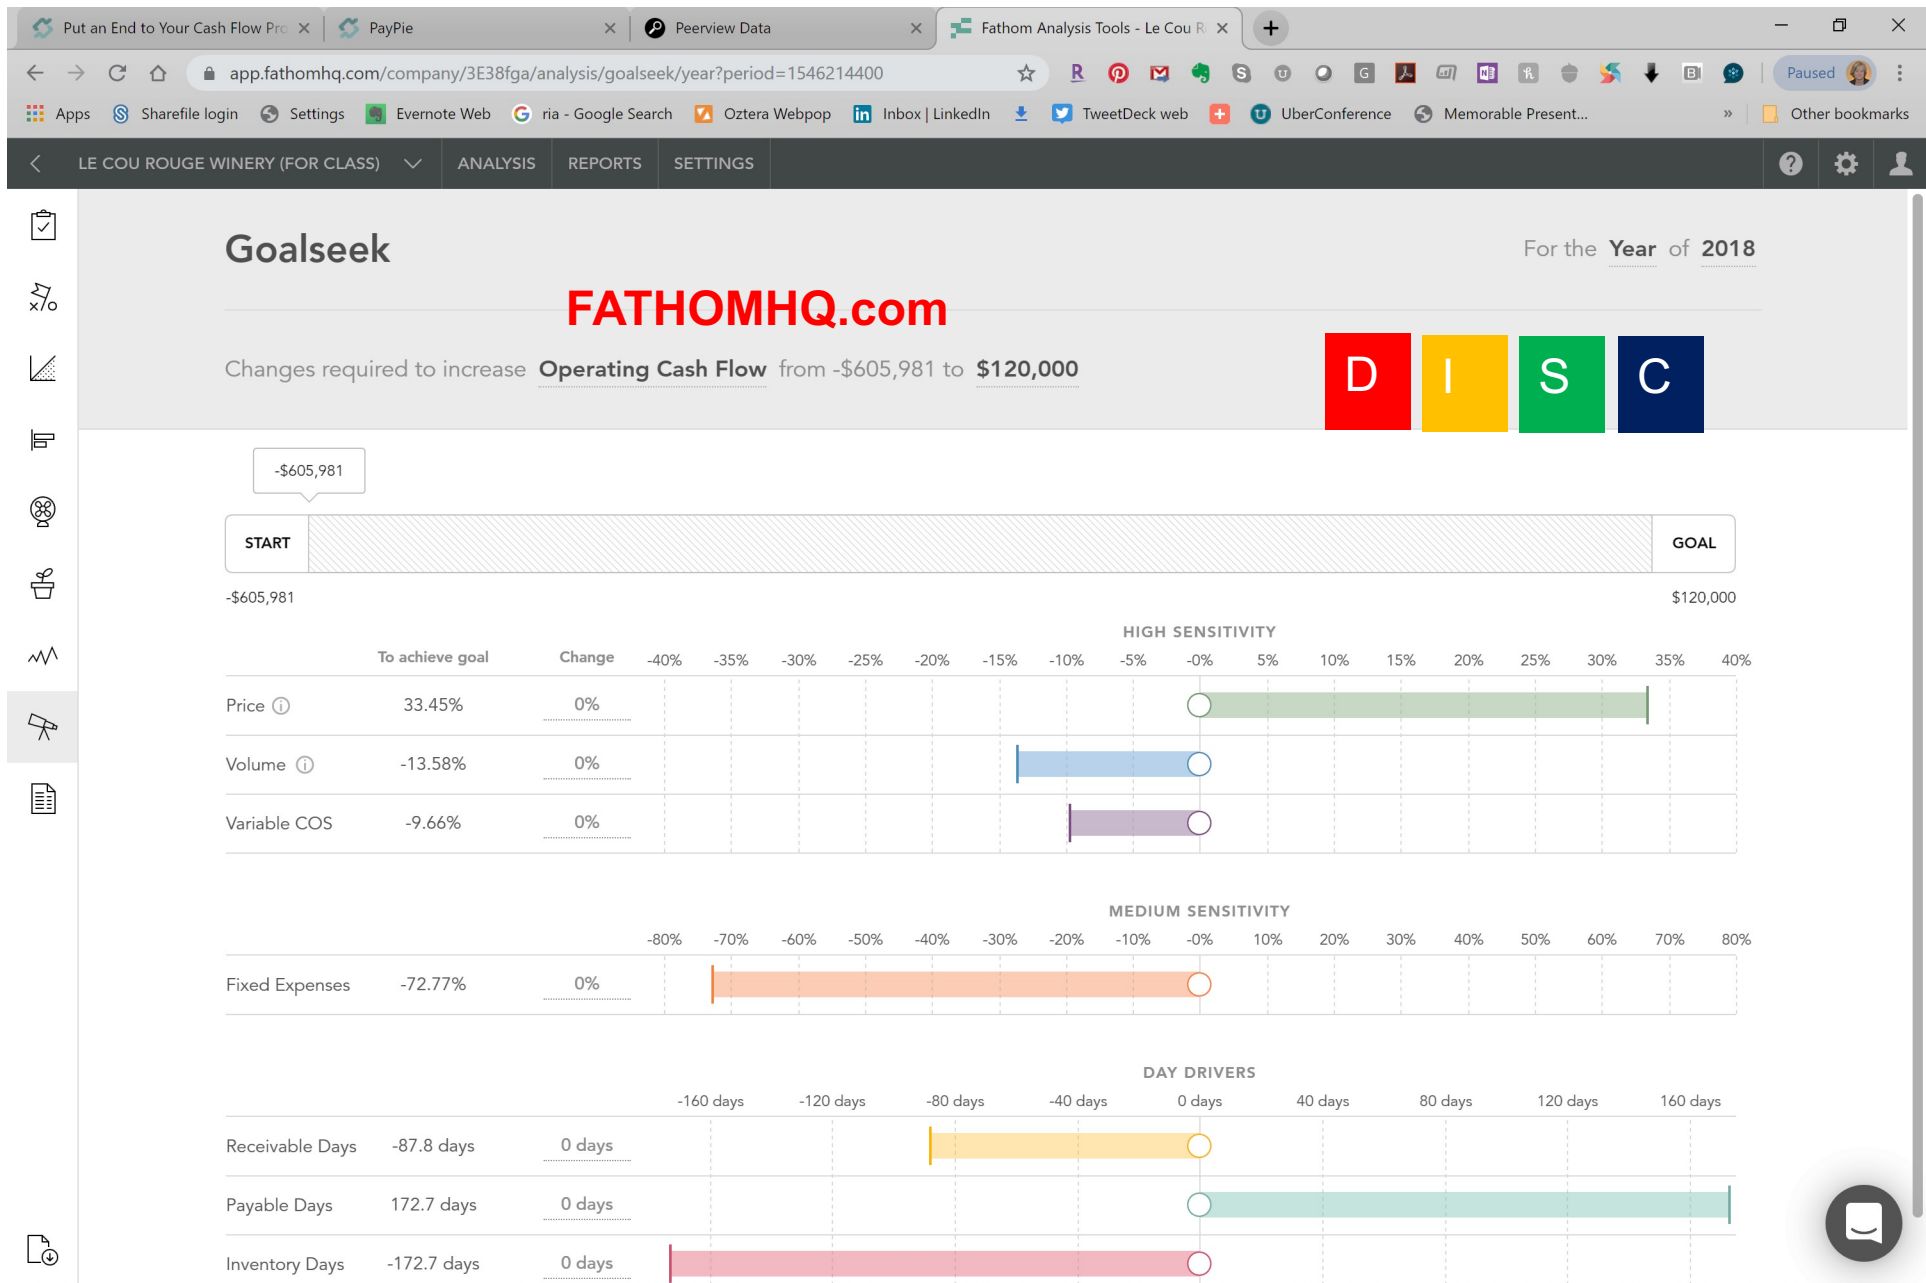 Put an End to Your Cash Flow Pro
PayPie
Peerview Data
Fathom Analysis Tools - Le Cou R
app.fathomhq.com/company/3E38fga/analysis/goalseek/year?period=1546214400
Paused
Apps
Sharefile login
Settings
Evernote Web
ria - Google Search
Oztera Webpop
Inbox | LinkedIn
TweetDeck web
UberConference
Memorable Present...
»
Other bookmarks
LE COU ROUGE WINERY (FOR CLASS)
ANALYSIS
REPORTS
SETTINGS
Goalseek
For the Year of 2018
FATHOMHQ.com
Changes required to increase Operating Cash Flow from -$605,981 to $120,000
D I S C
-$605,981
START
GOAL
-$605,981
$120,000
HIGH SENSITIVITY
To achieve goal Change -40% -35% -30% -25% -20% -15% -10% -5% -0% 5% 10% 15% 20% 25% 30% 35% 40%
Price 33.45% 0%
Volume -13.58% 0%
Variable COS -9.66% 0%
MEDIUM SENSITIVITY
-80% -70% -60% -50% -40% -30% -20% -10% -0% 10% 20% 30% 40% 50% 60% 70% 80%
Fixed Expenses -72.77% 0%
DAY DRIVERS
-160 days -120 days -80 days -40 days 0 days 40 days 80 days 120 days 160 days
Receivable Days -87.8 days 0 days
Payable Days 172.7 days 0 days
Inventory Days -172.7 days 0 days